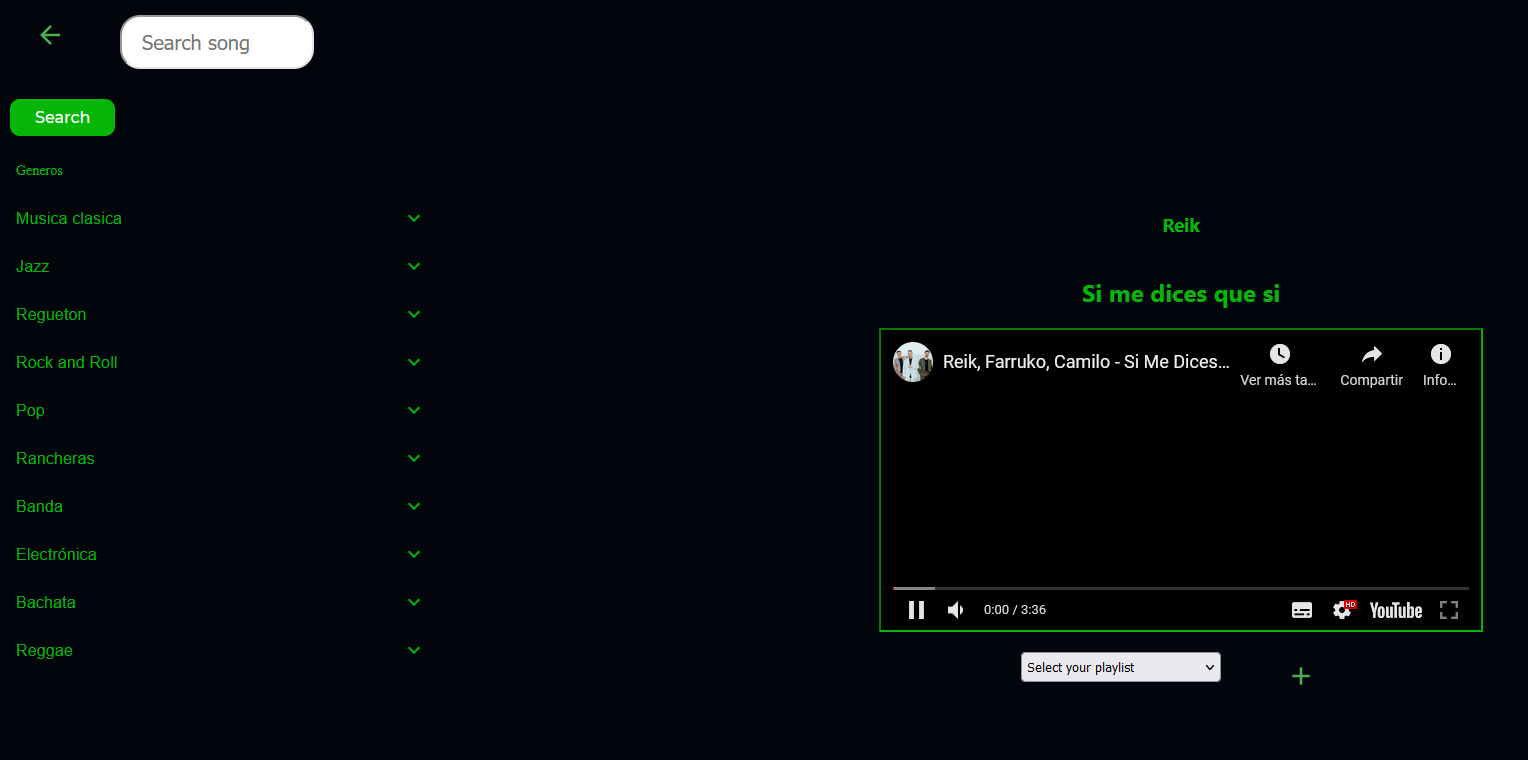 Search song
Search
Generos
Musica clasica
Jazz
Regueton
Rock and Roll
Pop
Rancheras
Banda
Electrónica
Bachata
Reggae
Reik
Si me dices que si
Reik, Farruko, Camilo - Si Me Dices...
Ver más ta...
Compartir
Info...
0:00 / 3:36
HD
YouTube
Select your playlist